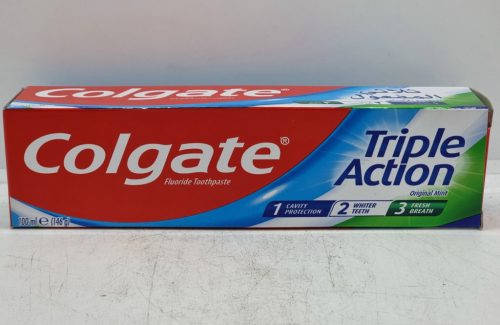 Colgate®
Colgate®
Fluoride Toothpaste
Triple
Action
Original Mint
1 CAVITY PROTECTION 2 WHITER TEETH 3 FRESH BREATH
100 ml ℮ (146 g)